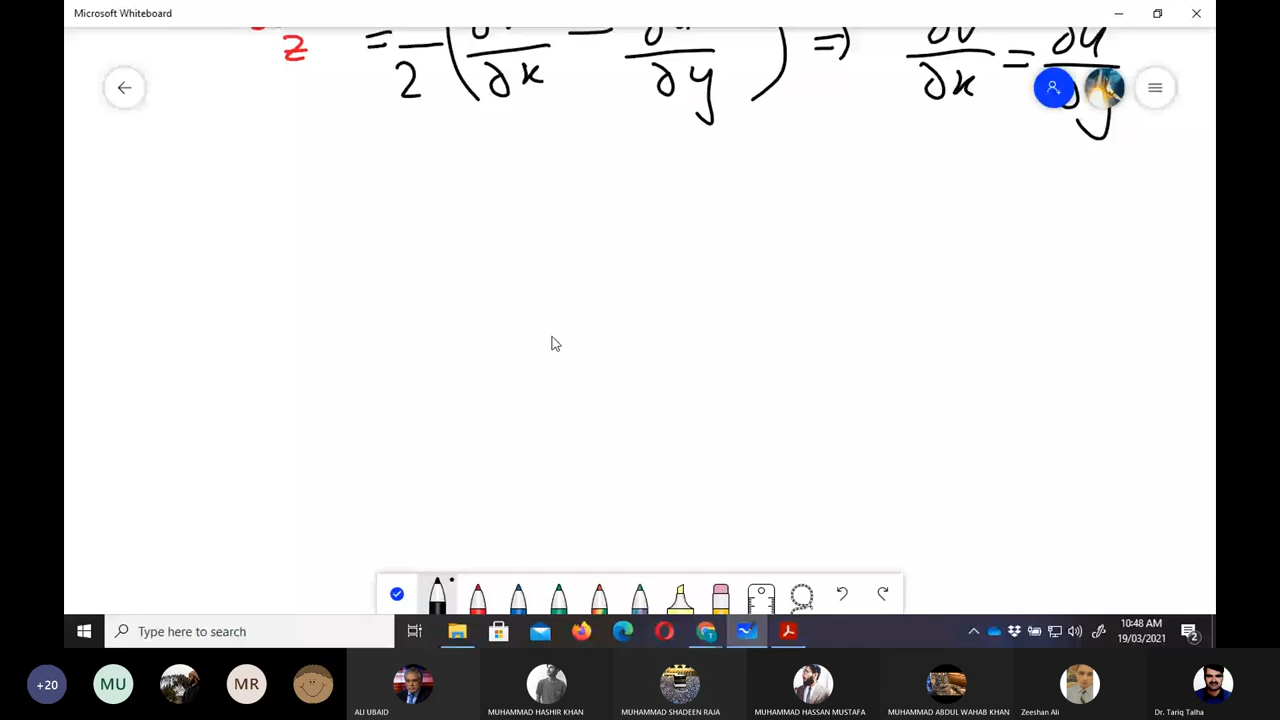 Microsoft Whiteboard
z = 1/2 (∂v/∂x − ∂u/∂y) ⇒ ∂v/∂x = ∂u/∂y
Type here to search
10:48 AM
19/03/2021
2
+20
MU
MR
ALI UBAID
MUHAMMAD HASHIR KHAN
MUHAMMAD SHADEEN RAJA
MUHAMMAD HASSAN MUSTAFA
MUHAMMAD ABDUL WAHAB KHAN
Zeeshan Ali
Dr. Tariq Talha